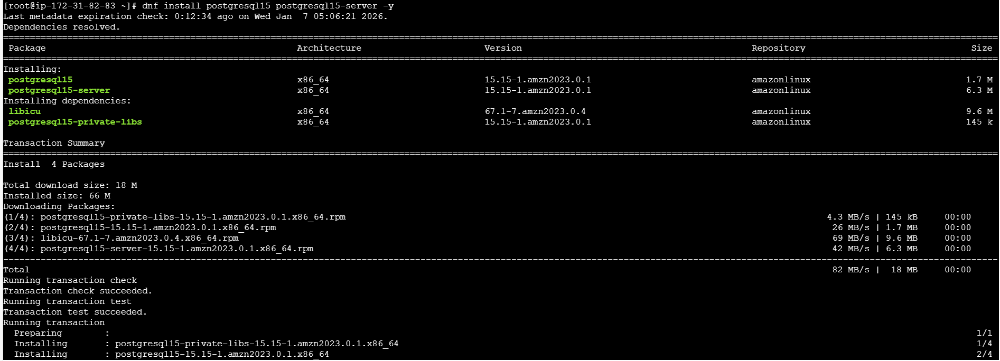 [root@ip-172-31-82-83 ~]# dnf install postgresql15 postgresql15-server -y
Last metadata expiration check: 0:12:34 ago on Wed Jan  7 05:06:21 2026.
Dependencies resolved.
Package Architecture Version Repository Size
Installing:
postgresql15 x86_64 15.15-1.amzn2023.0.1 amazonlinux 1.7 M
postgresql15-server x86_64 15.15-1.amzn2023.0.1 amazonlinux 6.3 M
Installing dependencies:
libicu x86_64 67.1-7.amzn2023.0.4 amazonlinux 9.6 M
postgresql15-private-libs x86_64 15.15-1.amzn2023.0.1 amazonlinux 145 k
Transaction Summary
Install  4 Packages
Total download size: 18 M
Installed size: 66 M
Downloading Packages:
(1/4): postgresql15-private-libs-15.15-1.amzn2023.0.1.x86_64.rpm 4.3 MB/s | 145 kB 00:00
(2/4): postgresql15-15.15-1.amzn2023.0.1.x86_64.rpm 26 MB/s | 1.7 MB 00:00
(3/4): libicu-67.1-7.amzn2023.0.4.x86_64.rpm 69 MB/s | 9.6 MB 00:00
(4/4): postgresql15-server-15.15-1.amzn2023.0.1.x86_64.rpm 42 MB/s | 6.3 MB 00:00
Total 82 MB/s |  18 MB 00:00
Running transaction check
Transaction check succeeded.
Running transaction test
Transaction test succeeded.
Running transaction
Preparing : 1/1
Installing : postgresql15-private-libs-15.15-1.amzn2023.0.1.x86_64 1/4
Installing : postgresql15-15.15-1.amzn2023.0.1.x86_64 2/4